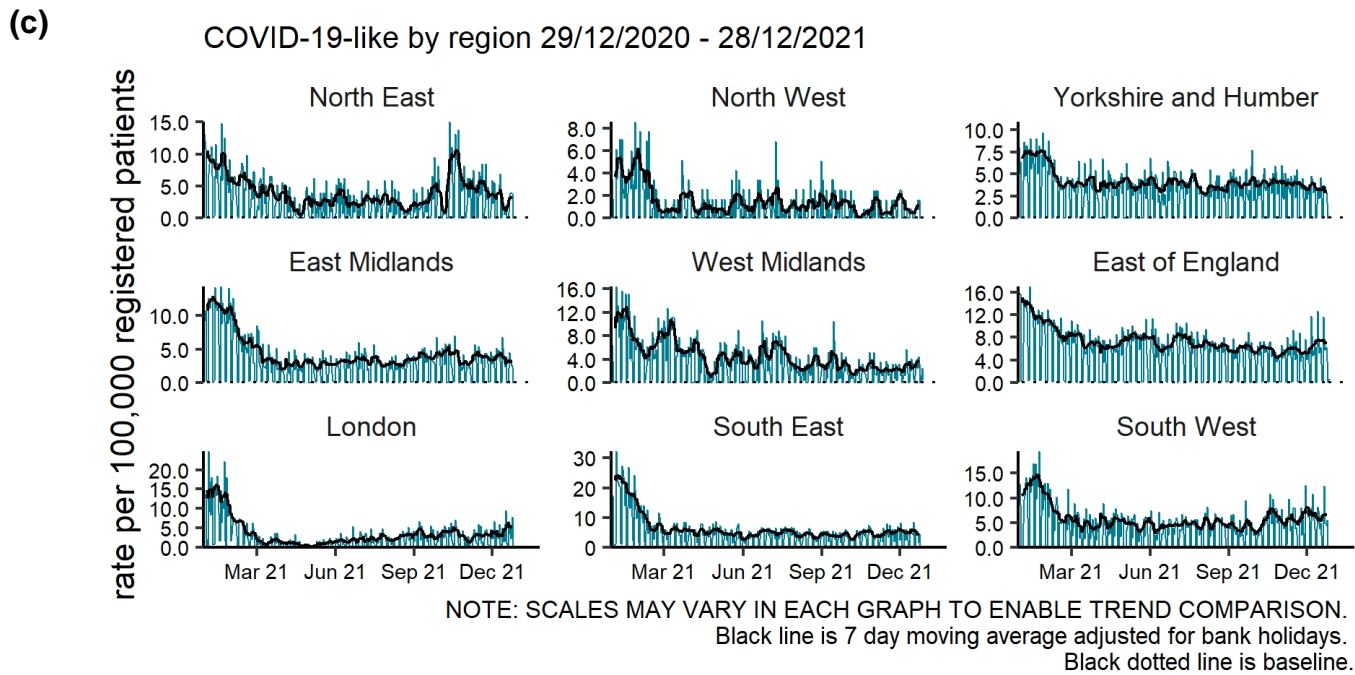 (c)
COVID-19-like by region 29/12/2020 - 28/12/2021
rate per 100,000 registered patients
North East
15.0
10.0
5.0
0.0
North West
8.0
6.0
4.0
2.0
0.0
Yorkshire and Humber
10.0
7.5
5.0
2.5
0.0
East Midlands
10.0
5.0
0.0
West Midlands
16.0
12.0
8.0
4.0
0.0
East of England
16.0
12.0
8.0
4.0
0.0
London
20.0
15.0
10.0
5.0
0.0
Mar 21 Jun 21 Sep 21 Dec 21
South East
30
20
10
0
Mar 21 Jun 21 Sep 21 Dec 21
South West
15.0
10.0
5.0
0.0
Mar 21 Jun 21 Sep 21 Dec 21
NOTE: SCALES MAY VARY IN EACH GRAPH TO ENABLE TREND COMPARISON.
Black line is 7 day moving average adjusted for bank holidays.
Black dotted line is baseline.